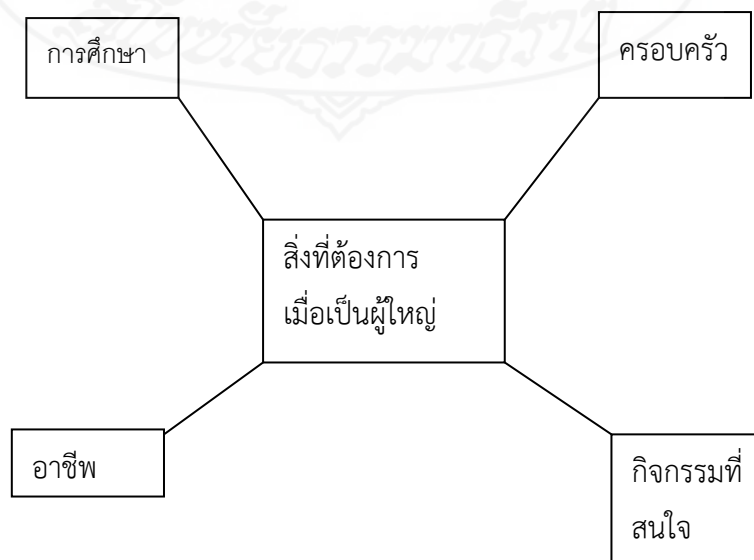 การศึกษา
ครอบครัว
สิ่งที่ต้องการ
เมื่อเป็นผู้ใหญ่
อาชีพ
กิจกรรมที่
สนใจ